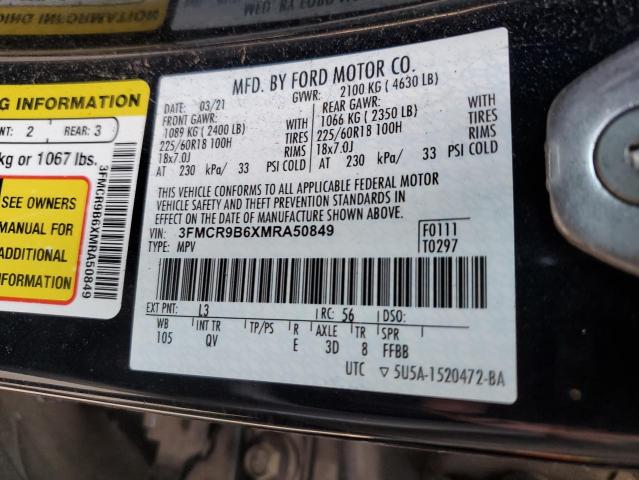 MFD. BY FORD MOTOR CO.
DATE: 03/21 GVWR: 2100 KG ( 4630 LB)
FRONT GAWR: REAR GAWR:
1089 KG ( 2400 LB) 1066 KG ( 2350 LB)
225/60R18 100H TIRES 225/60R18 100H TIRES
18x7.0J RIMS 18x7.0J RIMS
AT 230 kPa/ 33 PSI COLD AT 230 kPa/ 33 PSI COLD
THIS VEHICLE CONFORMS TO ALL APPLICABLE FEDERAL MOTOR
VEHICLE SAFETY AND THEFT PREVENTION STANDARDS IN
EFFECT ON THE DATE OF MANUFACTURE SHOWN ABOVE.
VIN: 3FMCR9B6XMRA50849 F0111
TYPE: MPV T0297
EXT PNT: L3 RC: 56 DSO:
WB INT TR TP/PS R AXLE TR SPR
105 QV E 3D 8 FFBB
UTC ▽ 5U5A-1520472-BA
G INFORMATION
NT: 2 REAR: 3
kg or 1067 lbs.
SEE OWNERS
MANUAL FOR
ADDITIONAL
3FMCR9B6XMRA50849